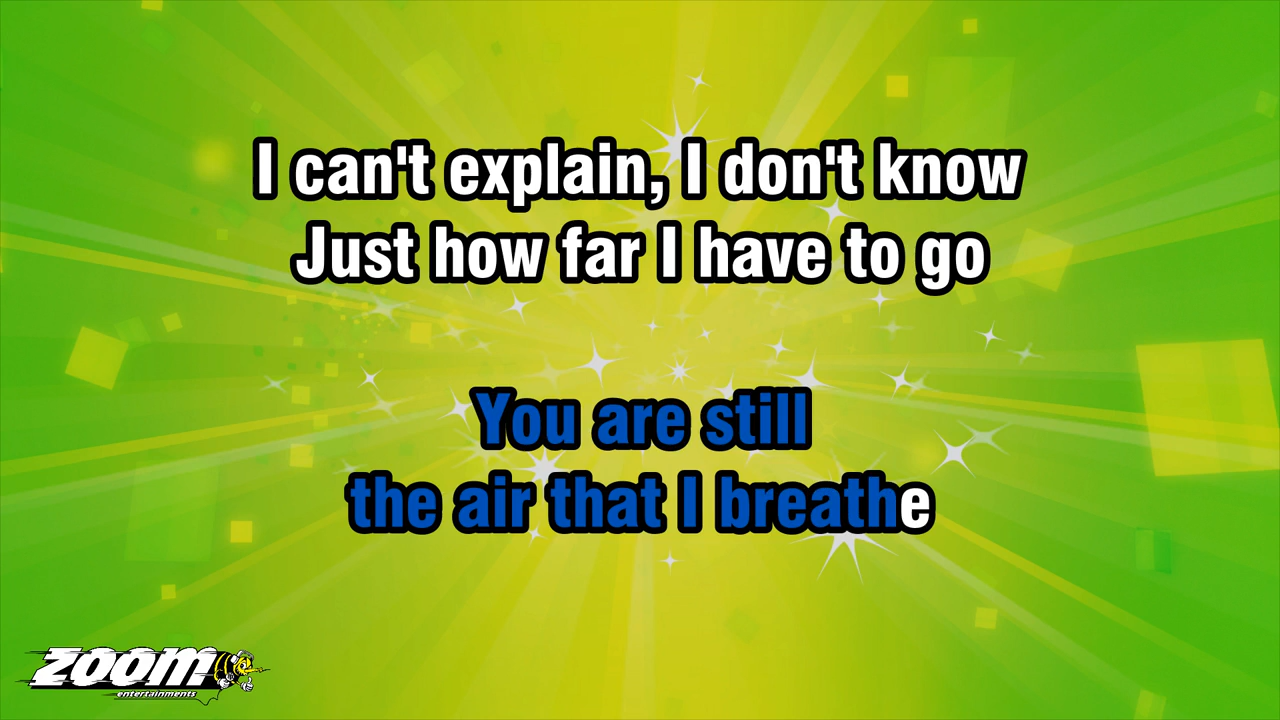 I can't explain, I don't know
Just how far I have to go
You are still
the air that I breathe
ZOOM
entertainments